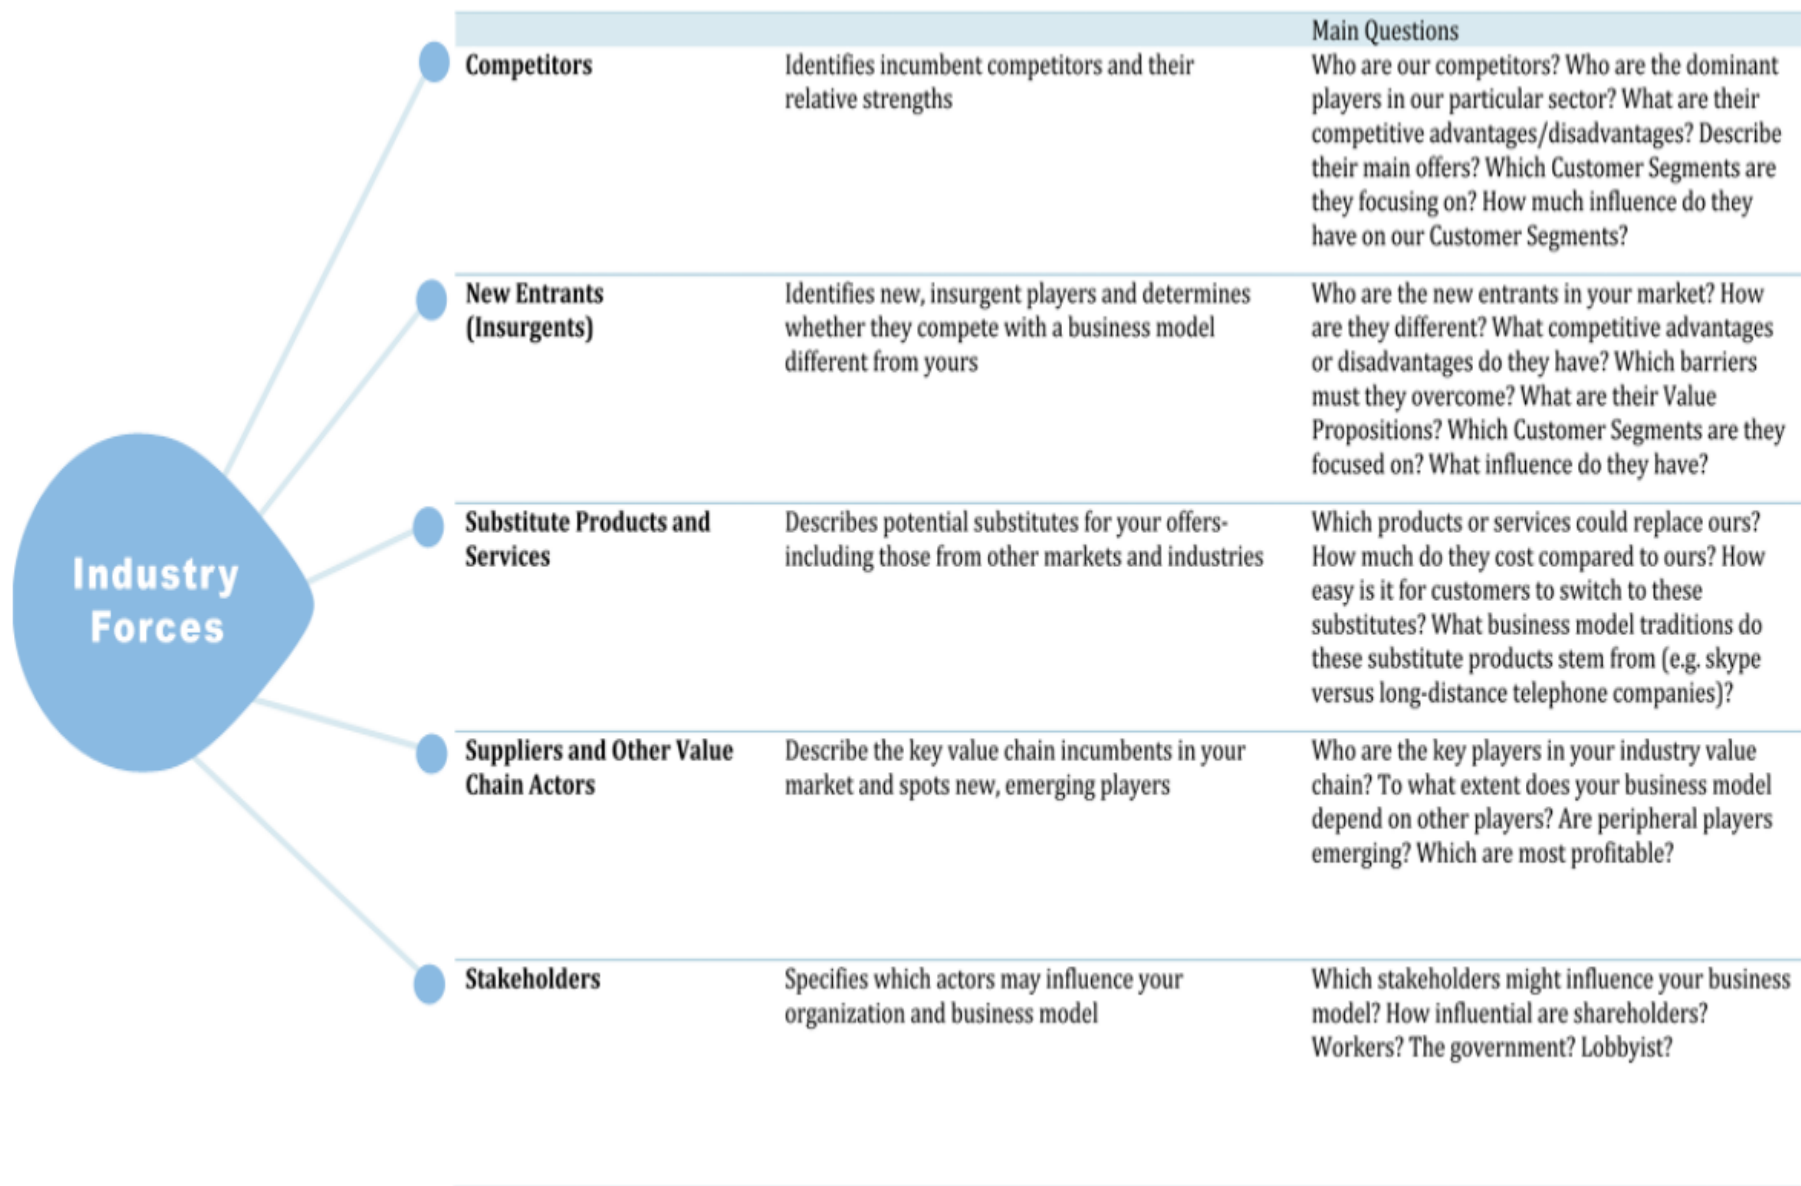 Main Questions
Competitors
Identifies incumbent competitors and their
relative strengths
Who are our competitors? Who are the dominant
players in our particular sector? What are their
competitive advantages/disadvantages? Describe
their main offers? Which Customer Segments are
they focusing on? How much influence do they
have on our Customer Segments?
New Entrants
(Insurgents)
Identifies new, insurgent players and determines
whether they compete with a business model
different from yours
Who are the new entrants in your market? How
are they different? What competitive advantages
or disadvantages do they have? Which barriers
must they overcome? What are their Value
Propositions? Which Customer Segments are they
focused on? What influence do they have?
Industry
Forces
Substitute Products and
Services
Describes potential substitutes for your offers-
including those from other markets and industries
Which products or services could replace ours?
How much do they cost compared to ours? How
easy is it for customers to switch to these
substitutes? What business model traditions do
these substitute products stem from (e.g. skype
versus long-distance telephone companies)?
Suppliers and Other Value
Chain Actors
Describe the key value chain incumbents in your
market and spots new, emerging players
Who are the key players in your industry value
chain? To what extent does your business model
depend on other players? Are peripheral players
emerging? Which are most profitable?
Stakeholders
Specifies which actors may influence your
organization and business model
Which stakeholders might influence your business
model? How influential are shareholders?
Workers? The government? Lobbyist?